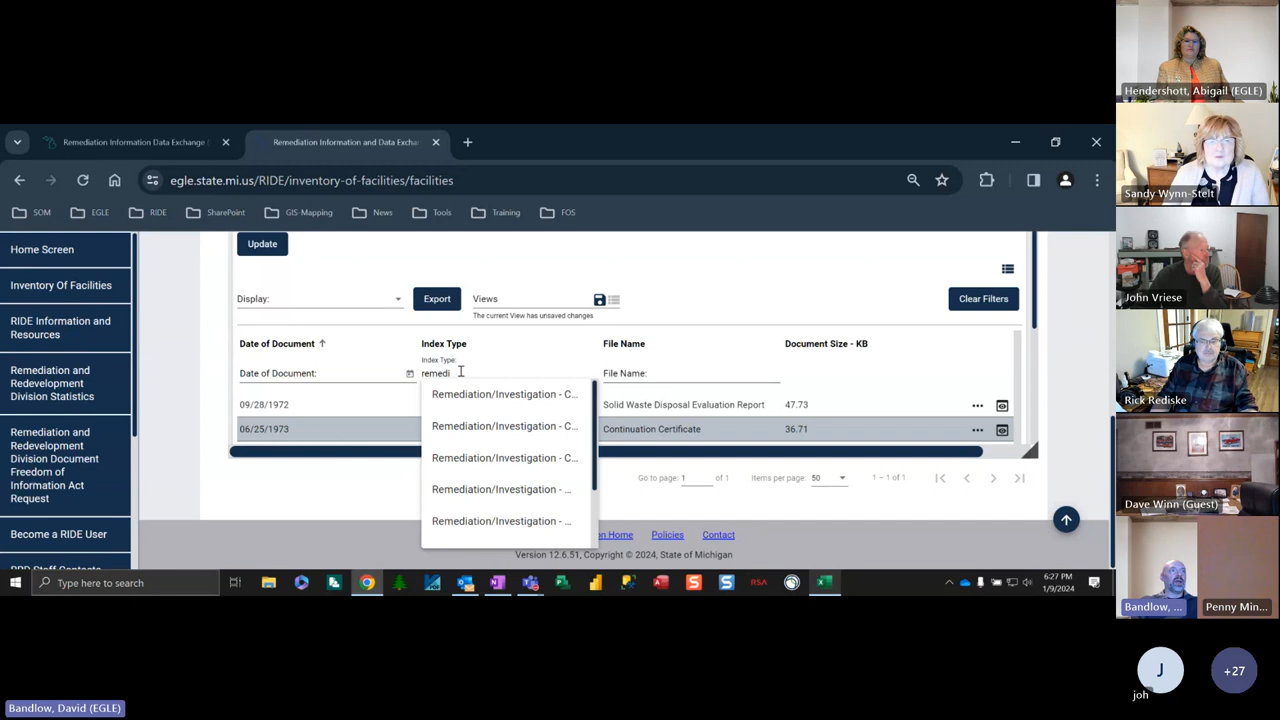 Remediation Information Data Exchange
Remediation Information and Data Excha
egle.state.mi.us/RIDE/inventory-of-facilities/facilities
SOM EGLE RIDE SharePoint GIS-Mapping News Tools Training FOS
Home Screen
Inventory Of Facilities
RIDE Information and
Resources
Remediation and
Redevelopment
Division Statistics
Remediation and
Redevelopment
Division Document
Freedom of
Information Act
Request
Become a RIDE User
RRD Staff Contacts
Update
Display: Export Views Clear Filters
The current View has unsaved changes
Date of Document Index Type File Name Document Size - KB
Index Type:
Date of Document: remedi File Name:
09/28/1972 Solid Waste Disposal Evaluation Report 47.73
06/25/1973 Continuation Certificate 36.71
Remediation/Investigation - C...
Remediation/Investigation - C...
Remediation/Investigation - C...
Remediation/Investigation - ...
Remediation/Investigation - ...
Go to page: 1 of 1 Items per page: 50 1 – 1 of 1
on Home Policies Contact
Version 12.6.51, Copyright © 2024, State of Michigan
Type here to search
RSA
6:27 PM
1/9/2024
Hendershott, Abigail (EGLE)
Sandy Wynn-Stelt
John Vriese
Rick Rediske
Dave Winn (Guest)
Bandlow, ... Penny Min...
J +27
joh
Bandlow, David (EGLE)